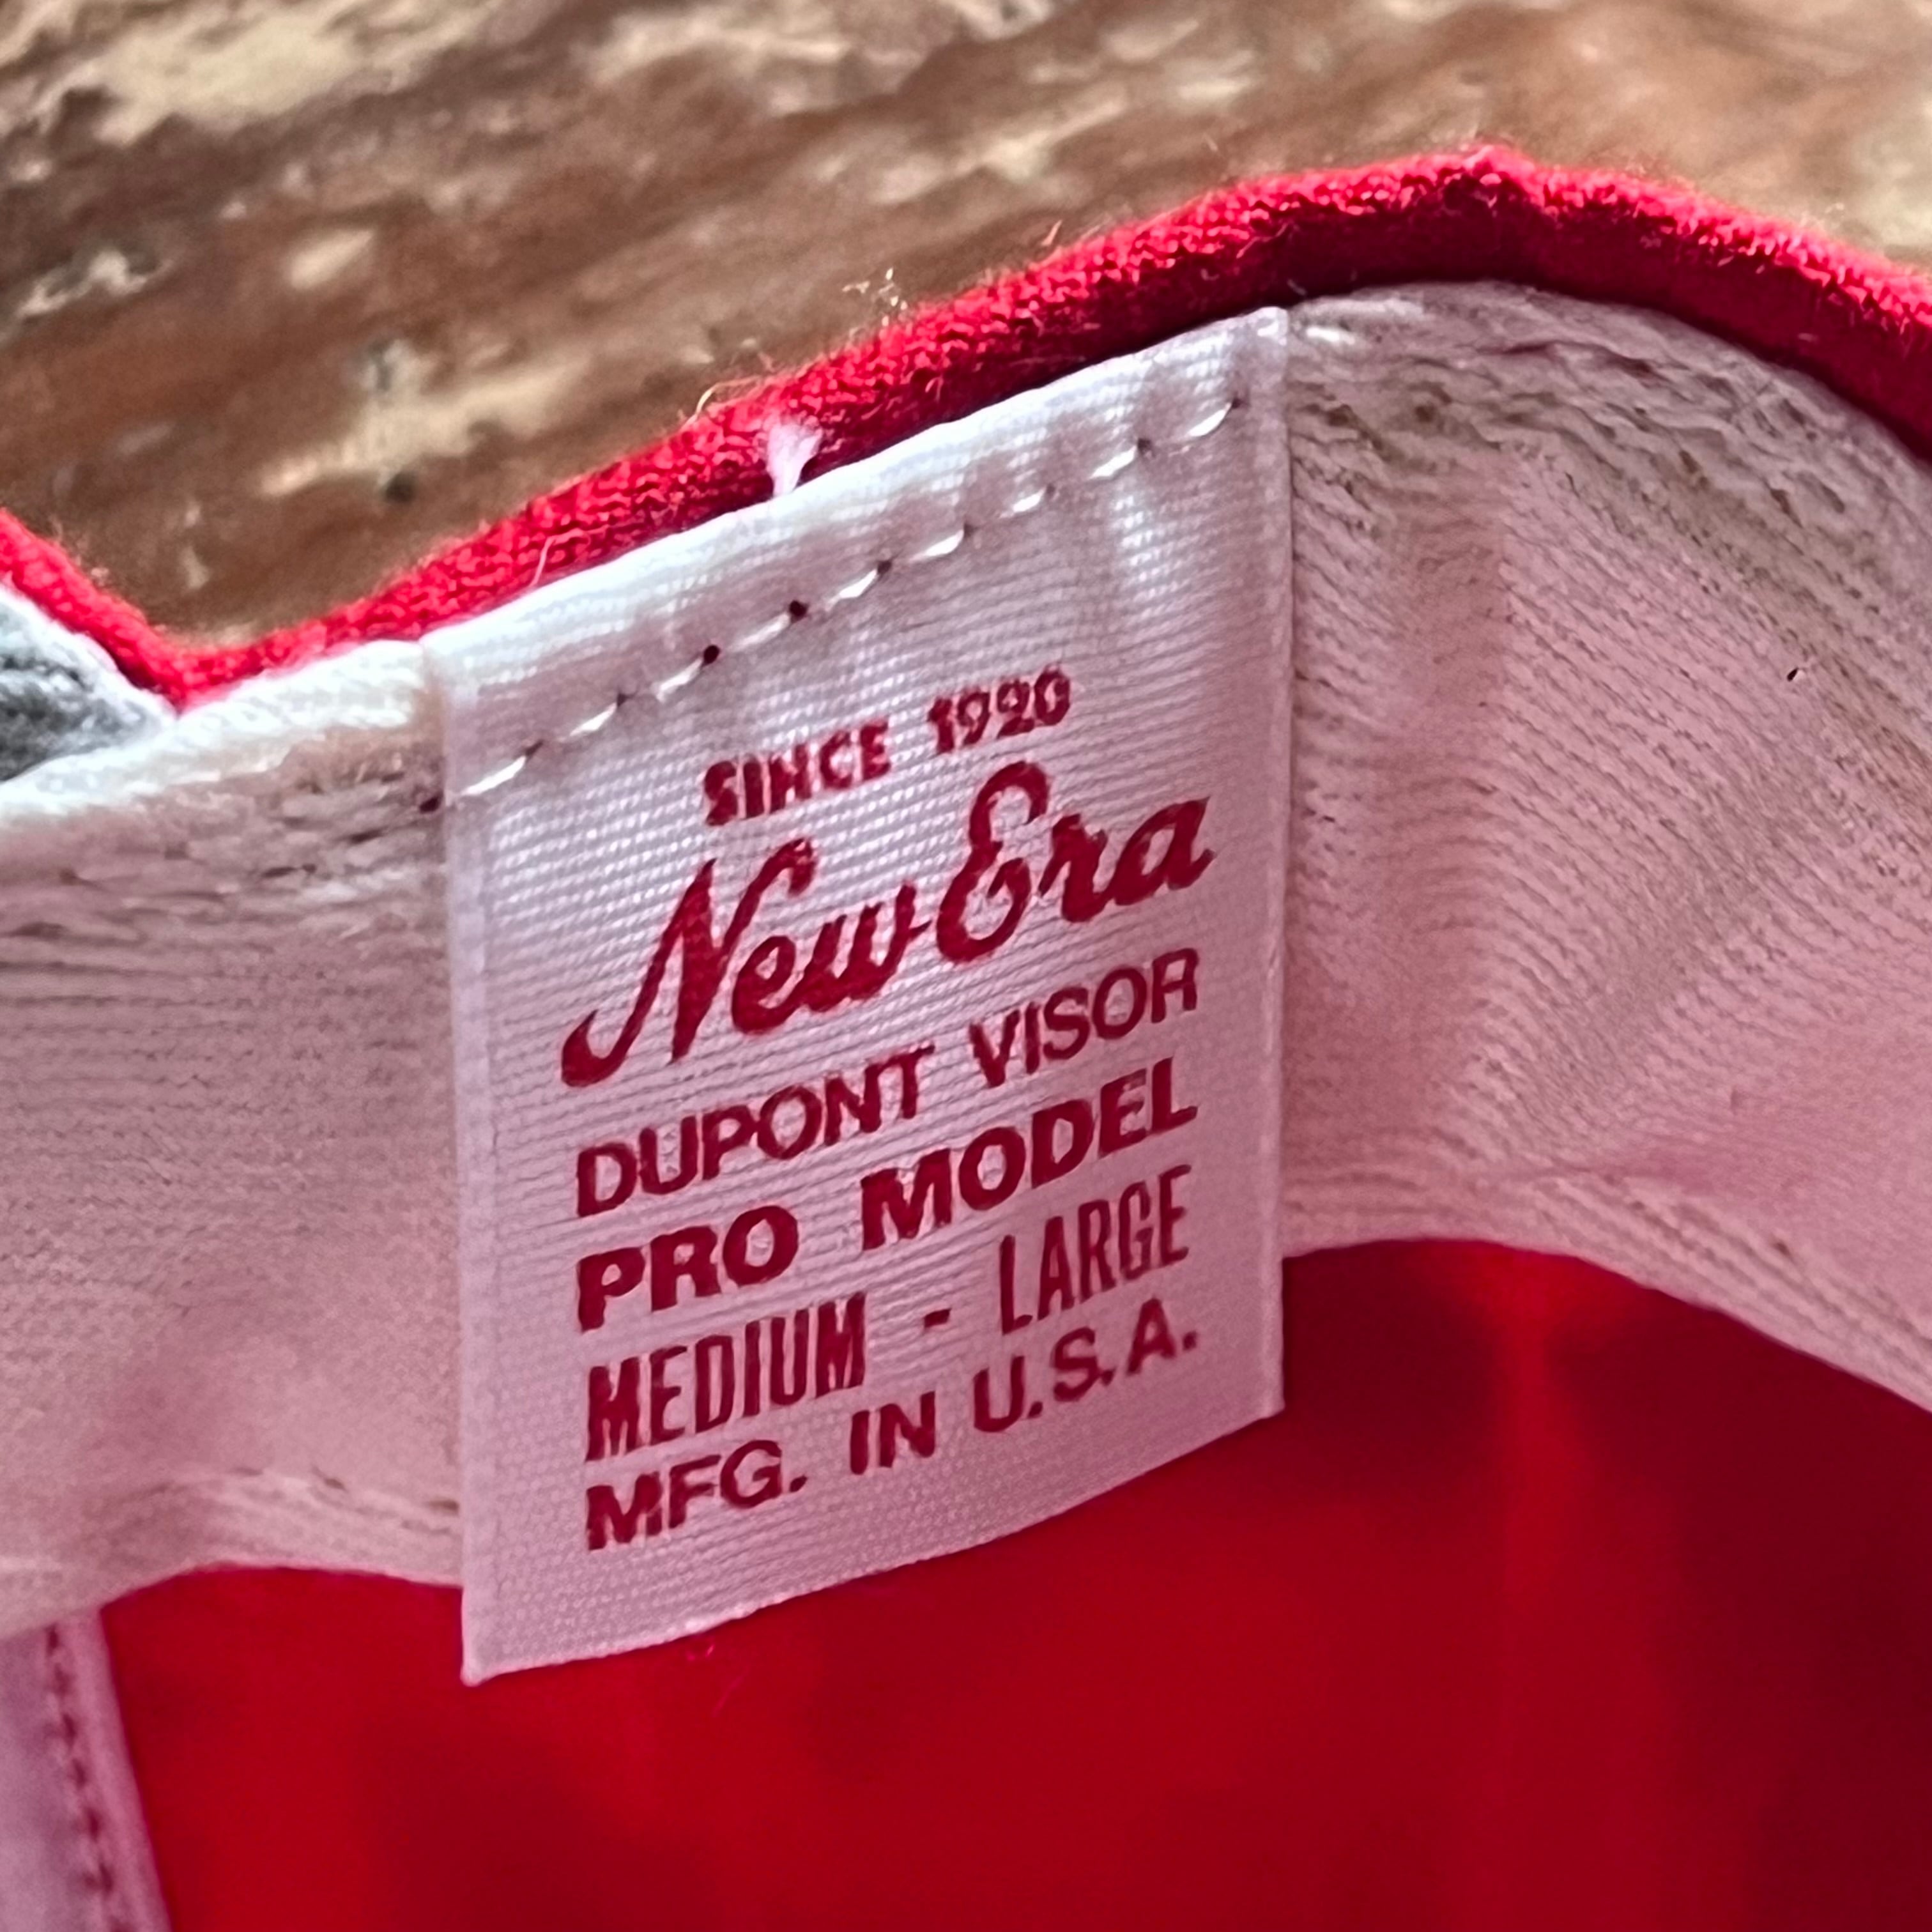 SINCE 1920
New Era
DUPONT VISOR
PRO MODEL
MEDIUM - LARGE
MFG. IN U.S.A.